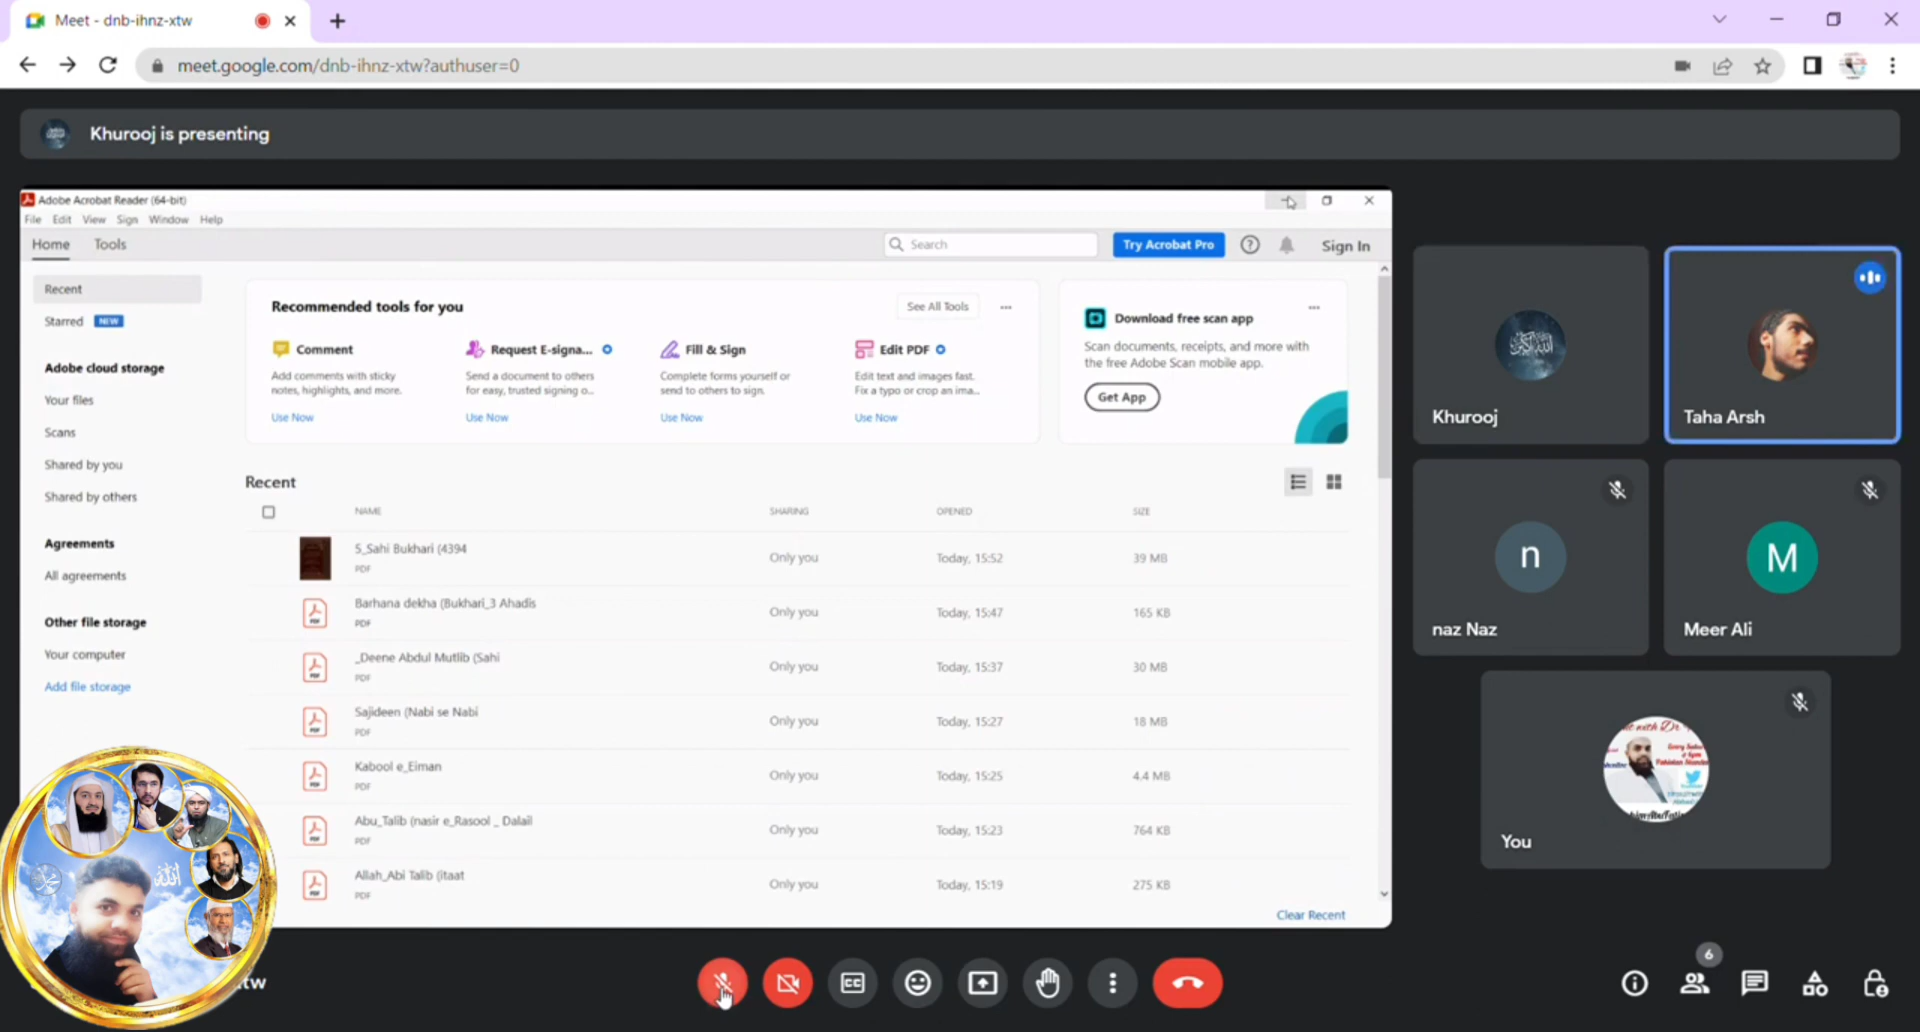 Meet - dnb-ihnz-xtw
meet.google.com/dnb-ihnz-xtw?authuser=0
Khurooj is presenting
Adobe Acrobat Reader (64-bit)
File Edit View Sign Window Help
Home Tools
Search
Try Acrobat Pro
Sign In
Recent
Starred NEW
Adobe cloud storage
Your files
Scans
Shared by you
Shared by others
Agreements
All agreements
Other file storage
Your computer
Add file storage
Recommended tools for you
See All Tools
Comment
Add comments with sticky
notes, highlights, and more.
Use Now
Request E-signa...
Send a document to others
for easy, trusted signing o...
Use Now
Fill & Sign
Complete forms yourself or
send to others to sign.
Use Now
Edit PDF
Edit text and images fast.
Fix a typo or crop an ima...
Use Now
Download free scan app
Scan documents, receipts, and more with
the free Adobe Scan mobile app.
Get App
Recent
NAME SHARING OPENED SIZE
5_Sahi Bukhari (4394
PDF
Only you Today, 15:52 39 MB
Barhana dekha (Bukhari_3 Ahadis
PDF
Only you Today, 15:47 165 KB
_Deene Abdul Mutlib (Sahi
PDF
Only you Today, 15:37 30 MB
Sajideen (Nabi se Nabi
PDF
Only you Today, 15:27 18 MB
Kabool e_Eiman
PDF
Only you Today, 15:25 4.4 MB
Abu_Talib (nasir e_Rasool _ Dalail
PDF
Only you Today, 15:23 764 KB
Allah_Abi Talib (itaat
PDF
Only you Today, 15:19 275 KB
Clear Recent
Khurooj
Taha Arsh
n
naz Naz
M
Meer Ali
You
الله
tw
CC
6